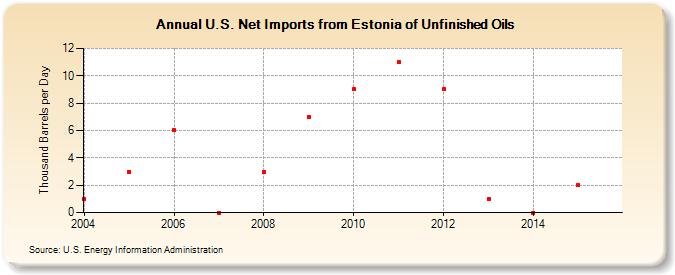 Annual U.S. Net Imports from Estonia of Unfinished Oils
Thousand Barrels per Day
12
10
8
6
4
2
0
2004 2006 2008 2010 2012 2014
Source: U.S. Energy Information Administration